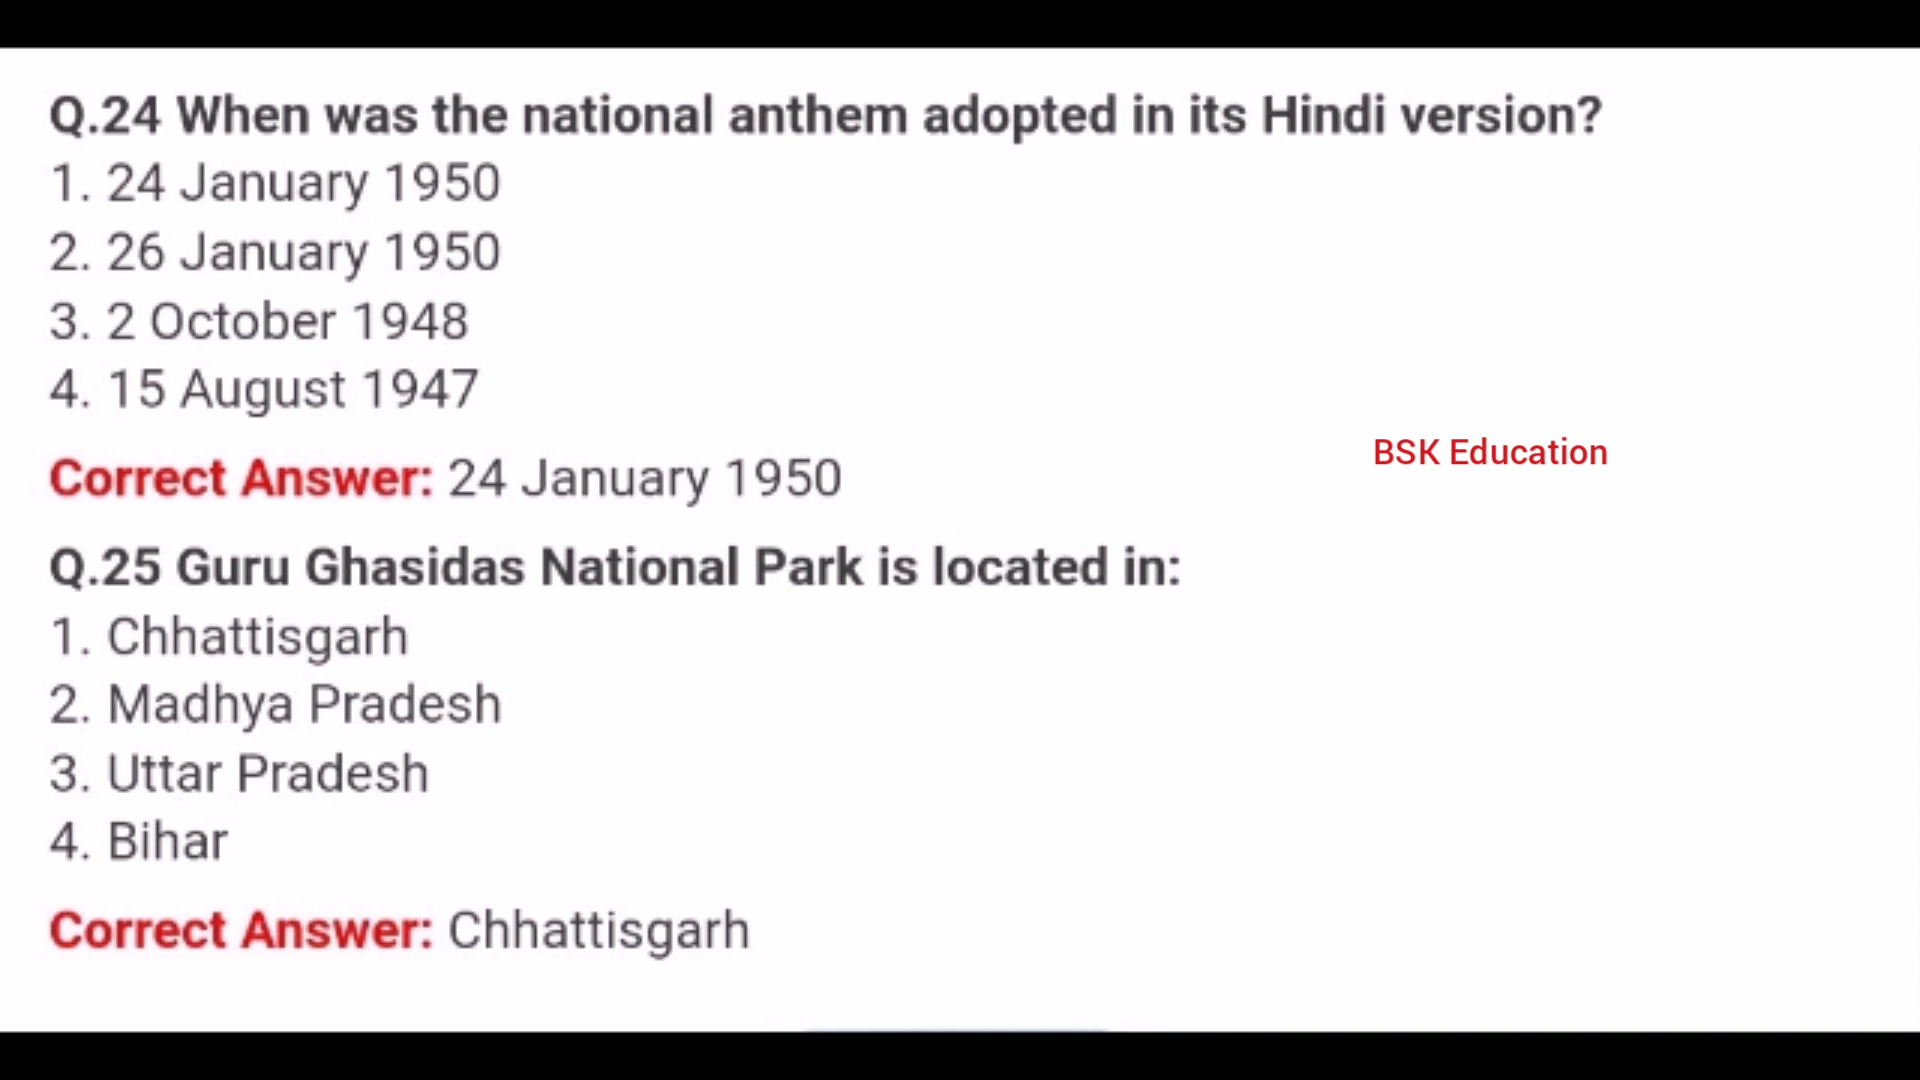 Q.24 When was the national anthem adopted in its Hindi version?
1. 24 January 1950
2. 26 January 1950
3. 2 October 1948
4. 15 August 1947
Correct Answer: 24 January 1950
BSK Education
Q.25 Guru Ghasidas National Park is located in:
1. Chhattisgarh
2. Madhya Pradesh
3. Uttar Pradesh
4. Bihar
Correct Answer: Chhattisgarh